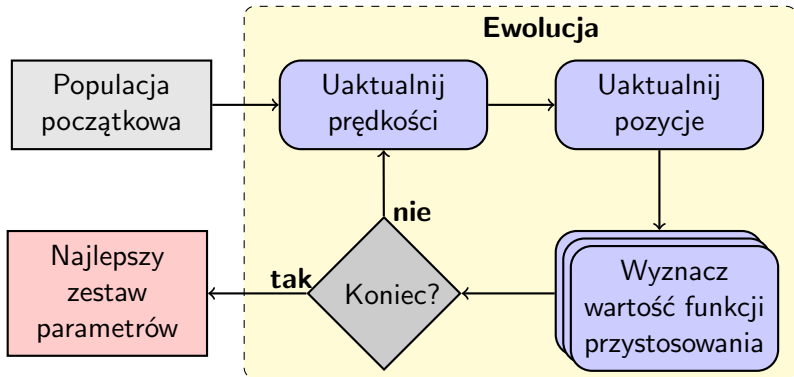 Ewolucja
Populacja
początkowa
Uaktualnij
prędkości
Uaktualnij
pozycje
nie
Najlepszy
zestaw
parametrów
tak
Koniec?
Wyznacz
wartość funkcji
przystosowania